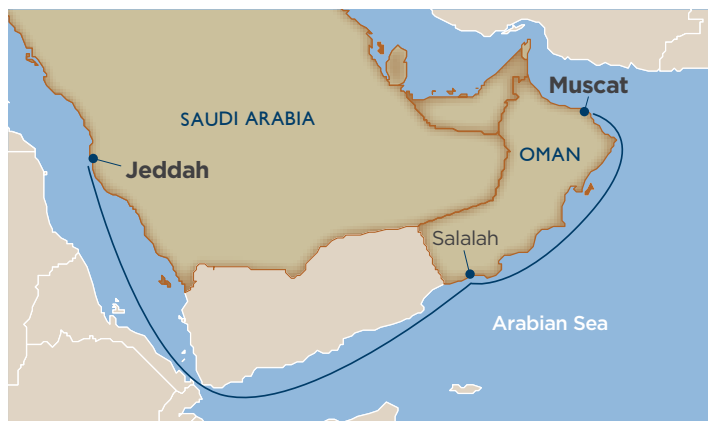 Muscat
SAUDI ARABIA
OMAN
Jeddah
Salalah
Arabian Sea